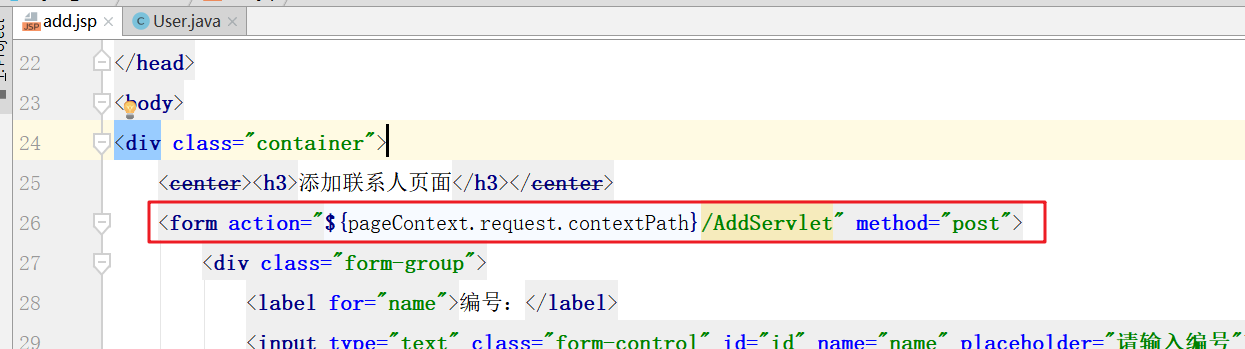 add.jsp × User.java ×
22 </head>
23 <body>
24 <div class="container">
25 <center><h3>添加联系人页面</h3></center>
26 <form action="${pageContext.request.contextPath}/AddServlet" method="post">
27 <div class="form-group">
28 <label for="name">编号：</label>
29 <input type="text" class="form-control" id="id" name="name" placeholder="请输入编号"